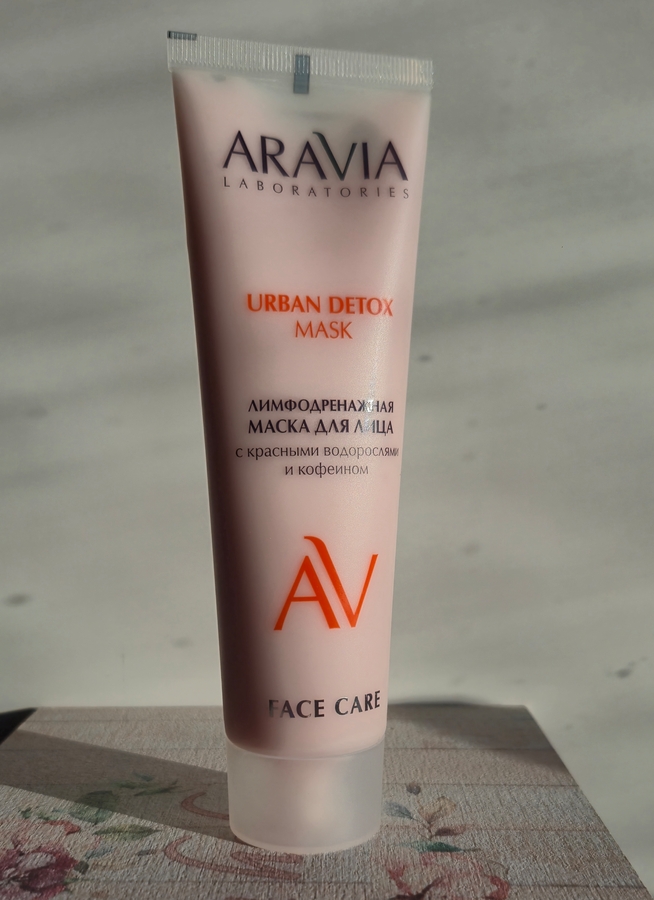 ARAVIA
LABORATORIES
URBAN DETOX
MASK
ЛИМФОДРЕНАЖНАЯ
МАСКА ДЛЯ ЛИЦА
с красными водорослями
и кофеином
AV
FACE CARE